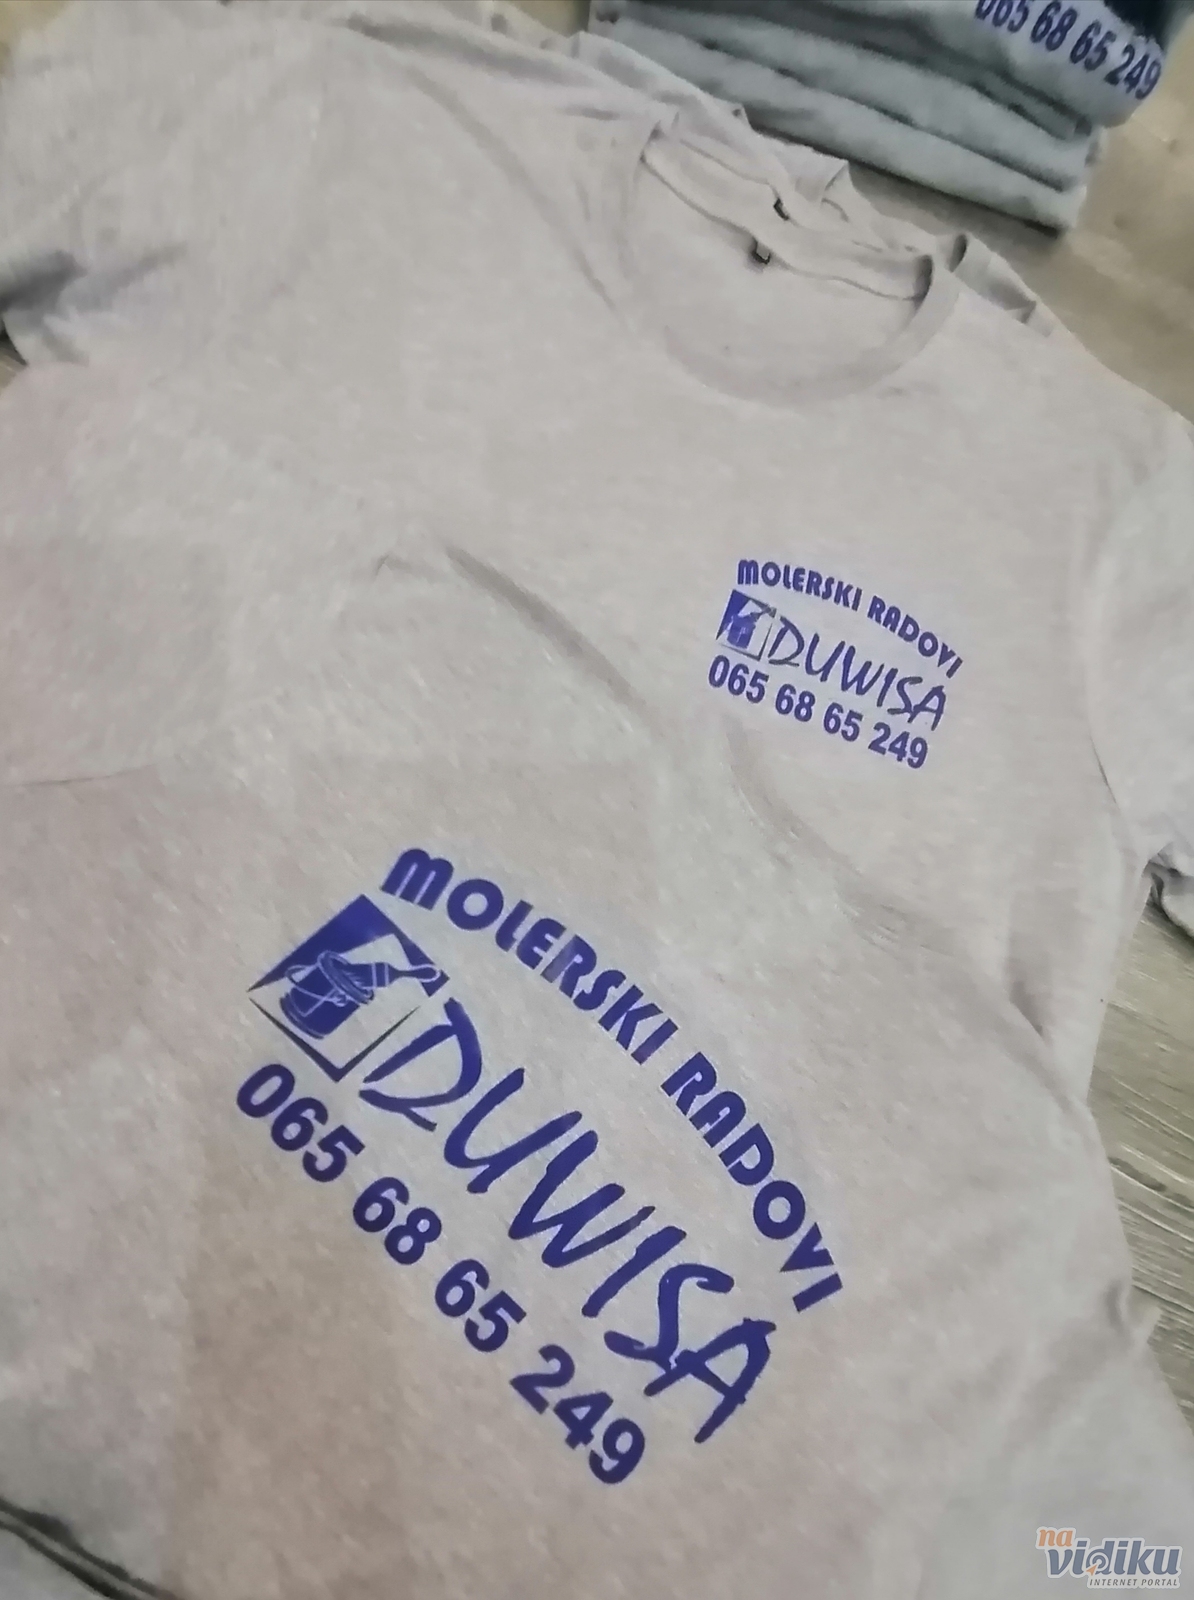 065 68 65 249
MOLERSKI RADOVI
DUWISA
065 68 65 249
MOLERSKI RADOVI
DUWISA
065 68 65 249
na
vidiku
INTERNET PORTAL